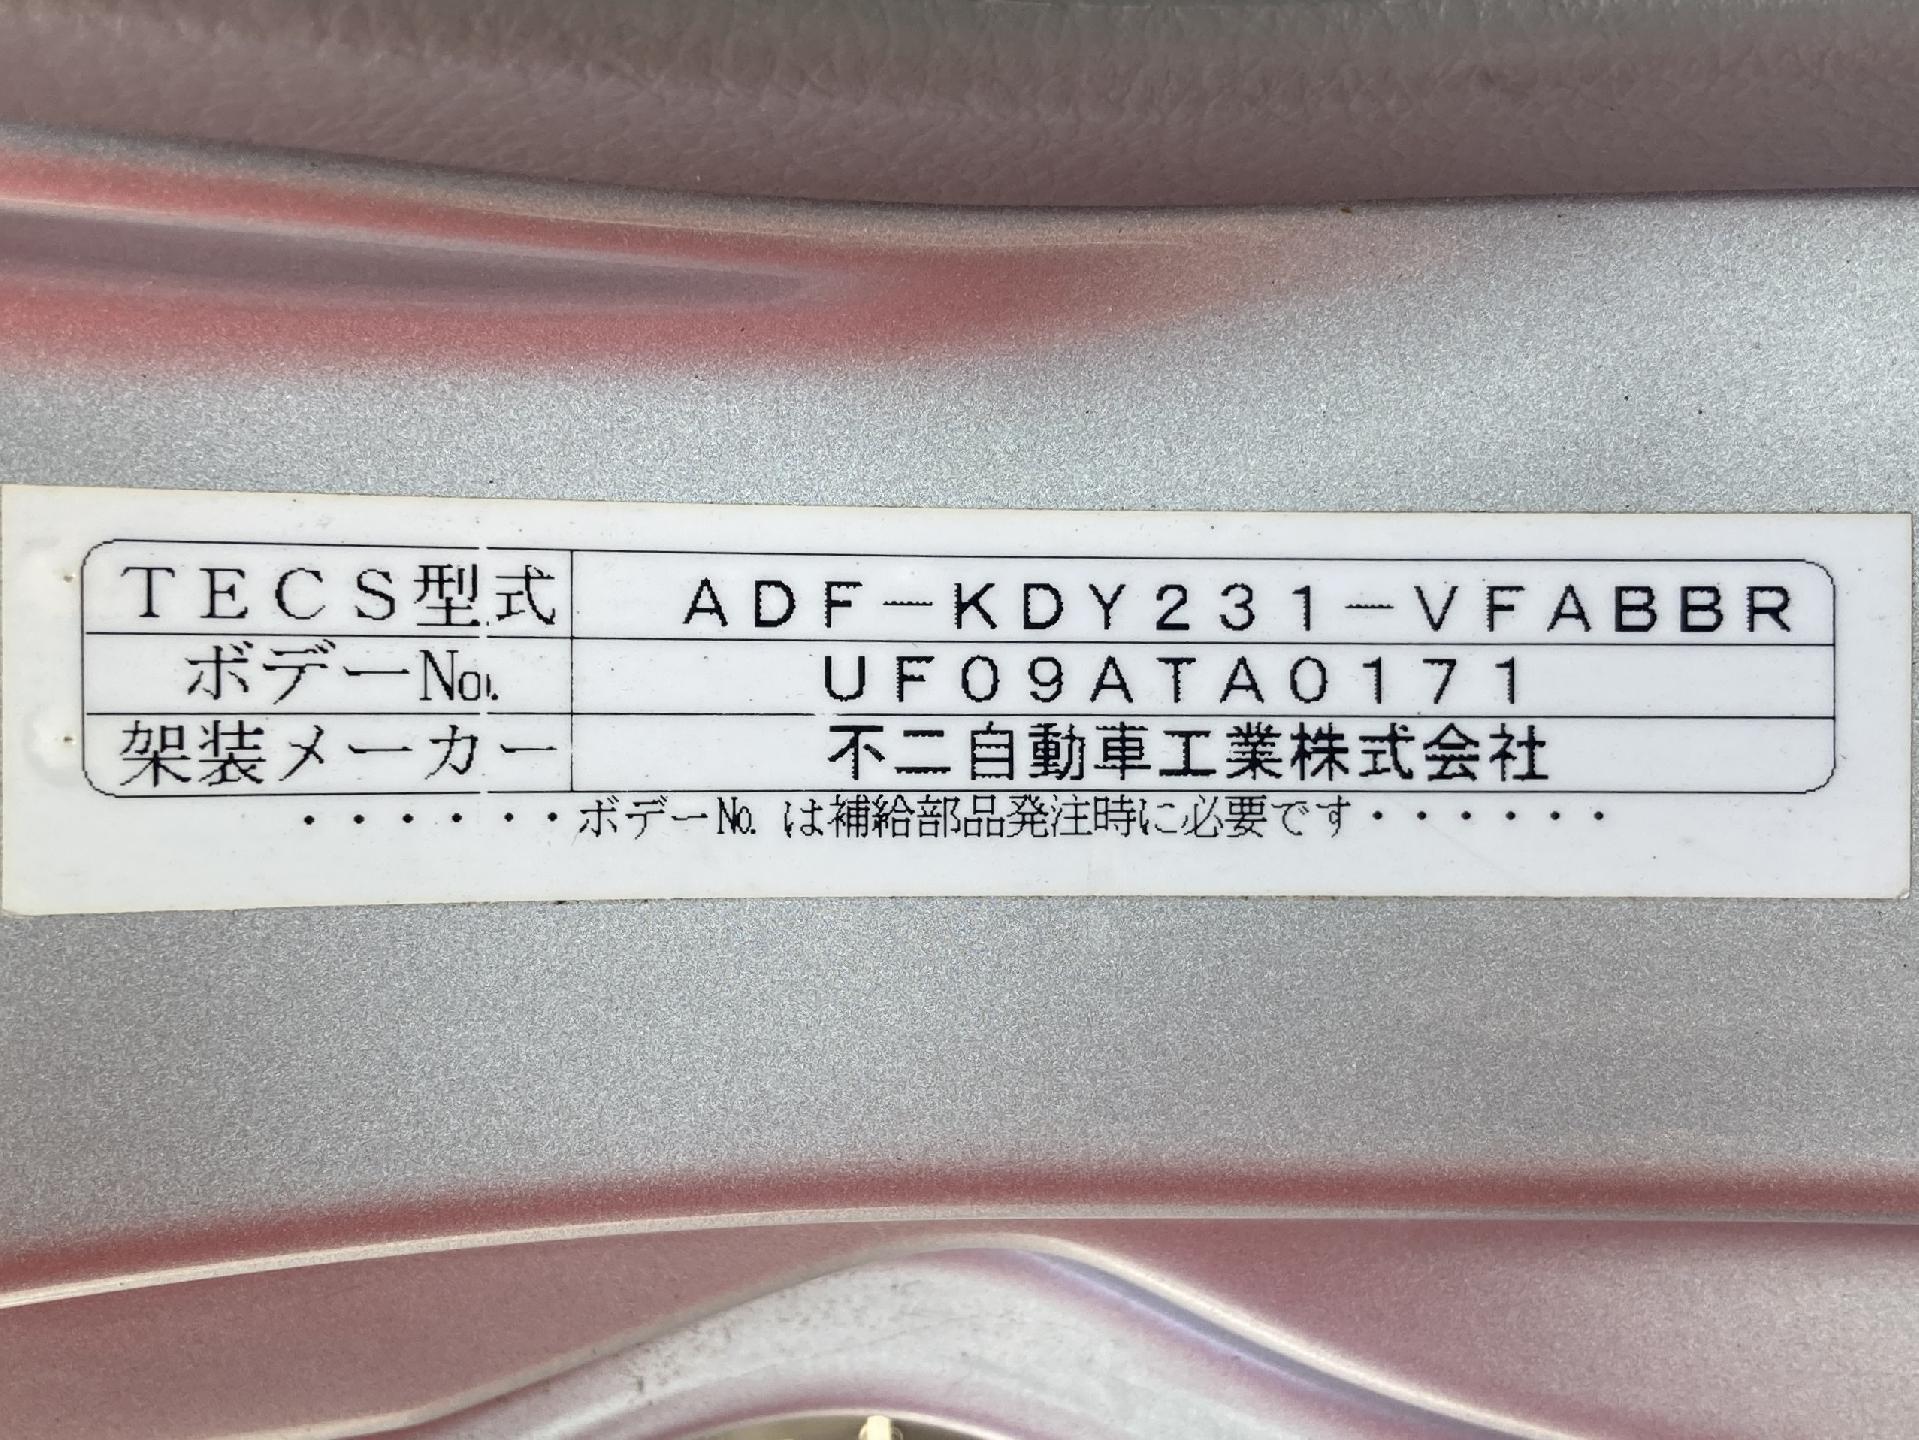 TECS型式 ADF-KDY231-VFABBR
ボデーNo. UF09ATA0171
架装メーカー 不二自動車工業株式会社
・・・・・・ボデーNo. は補給部品発注時に必要です・・・・・・